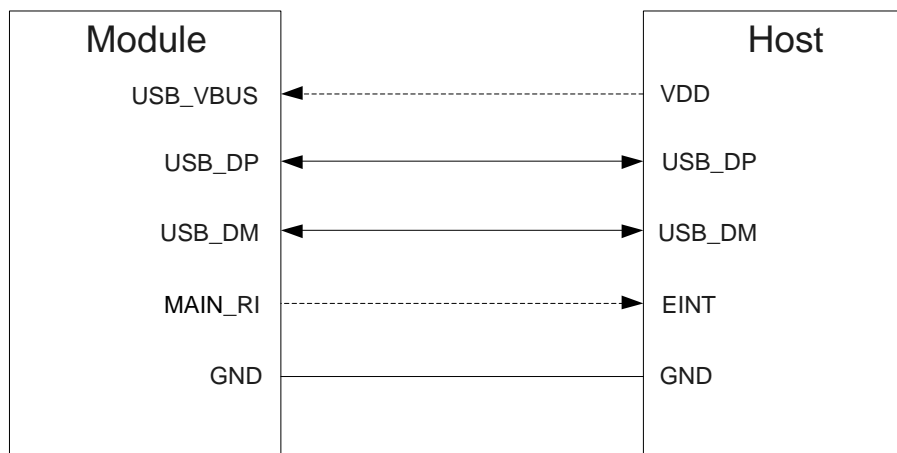 Module Host
USB_VBUS VDD
USB_DP USB_DP
USB_DM USB_DM
MAIN_RI EINT
GND GND